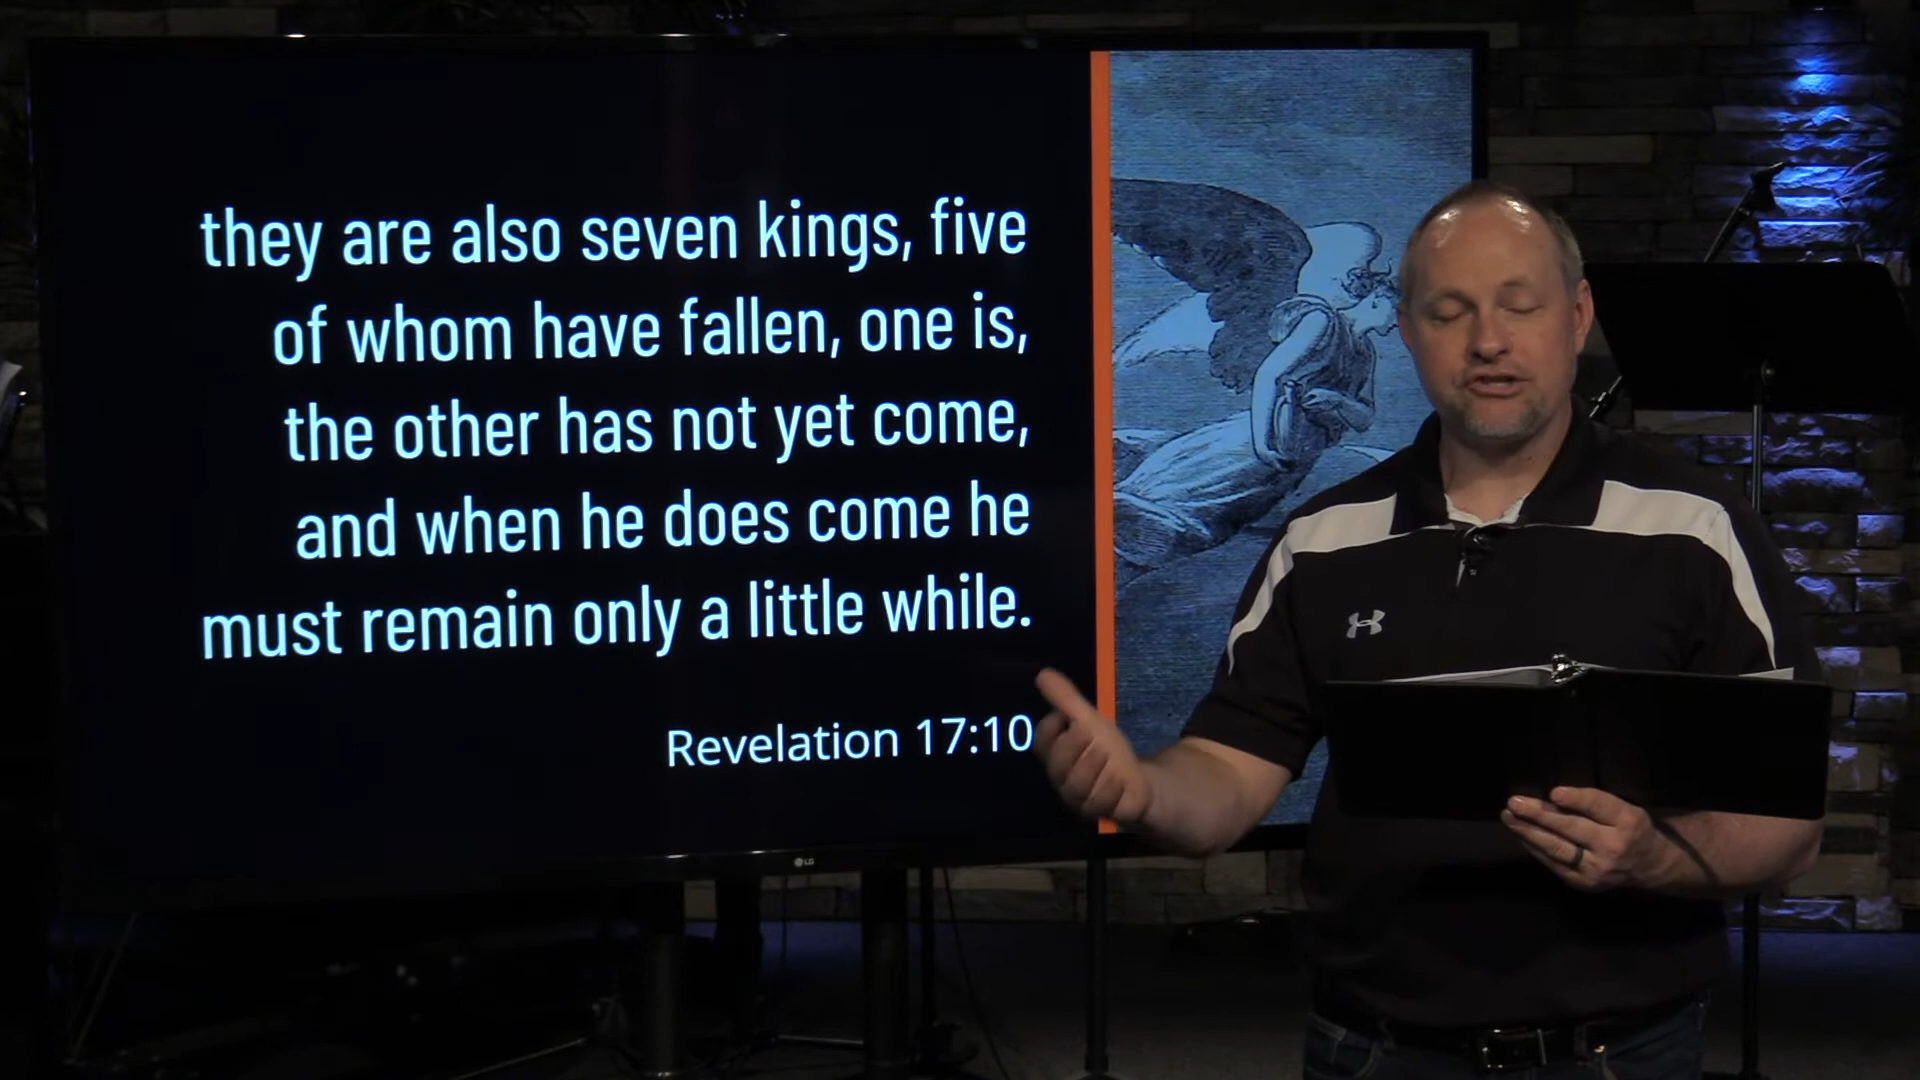 they are also seven kings, five
of whom have fallen, one is,
the other has not yet come,
and when he does come he
must remain only a little while.
Revelation 17:10
LG